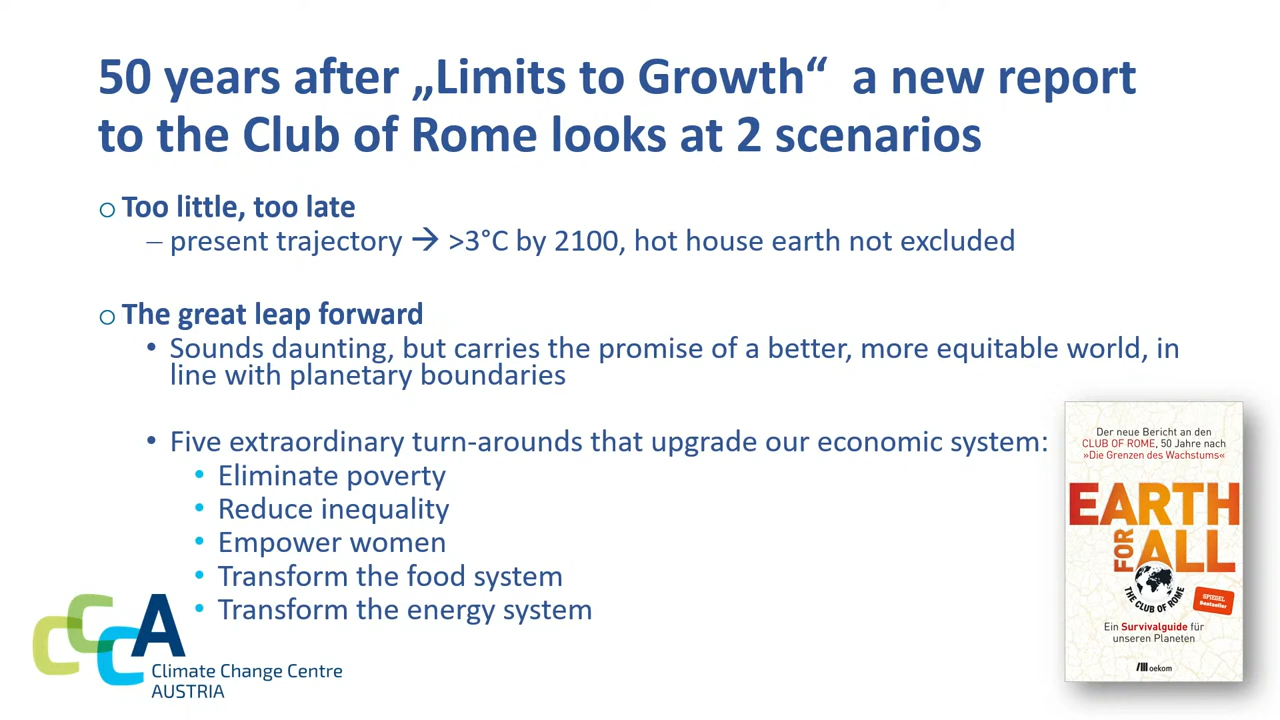 50 years after „Limits to Growth“ a new report
to the Club of Rome looks at 2 scenarios
o Too little, too late
– present trajectory → >3°C by 2100, hot house earth not excluded
o The great leap forward
• Sounds daunting, but carries the promise of a better, more equitable world, in
line with planetary boundaries
• Five extraordinary turn-arounds that upgrade our economic system:
• Eliminate poverty
• Reduce inequality
• Empower women
• Transform the food system
• Transform the energy system
CCCA
Climate Change Centre
AUSTRIA
Der neue Bericht an den
CLUB OF ROME, 50 Jahre nach
»Die Grenzen des Wachstums«
EARTH
FOR ALL
THE CLUB OF ROME
SPIEGEL
Bestseller
Ein Survivalguide für
unseren Planeten
oekom